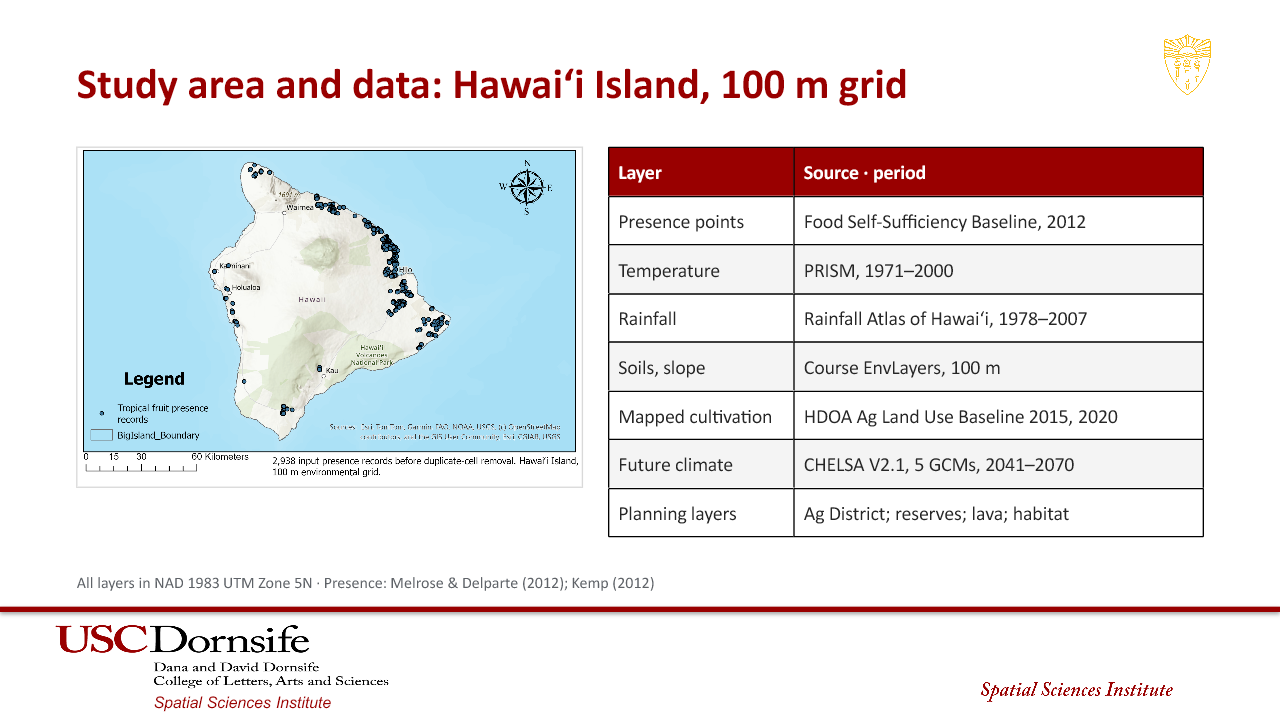 Study area and data: Hawaiʻi Island, 100 m grid
N
W E
S
Waimea
Hilo
Holualoa
Hawaii
Hawaiʻi
Volcanoes
National Park
Kau
Legend
Tropical fruit presence
records
BigIsland_Boundary
0 15 30 60 Kilometers
2,938 input presence records before duplicate-cell removal. Hawaiʻi Island,
100 m environmental grid.
Layer Source · period
Presence points Food Self-Sufficiency Baseline, 2012
Temperature PRISM, 1971–2000
Rainfall Rainfall Atlas of Hawaiʻi, 1978–2007
Soils, slope Course EnvLayers, 100 m
Mapped cultivation HDOA Ag Land Use Baseline 2015, 2020
Future climate CHELSA V2.1, 5 GCMs, 2041–2070
Planning layers Ag District; reserves; lava; habitat
All layers in NAD 1983 UTM Zone 5N · Presence: Melrose & Delparte (2012); Kemp (2012)
USCDornsife
Dana and David Dornsife
College of Letters, Arts and Sciences
Spatial Sciences Institute
Spatial Sciences Institute